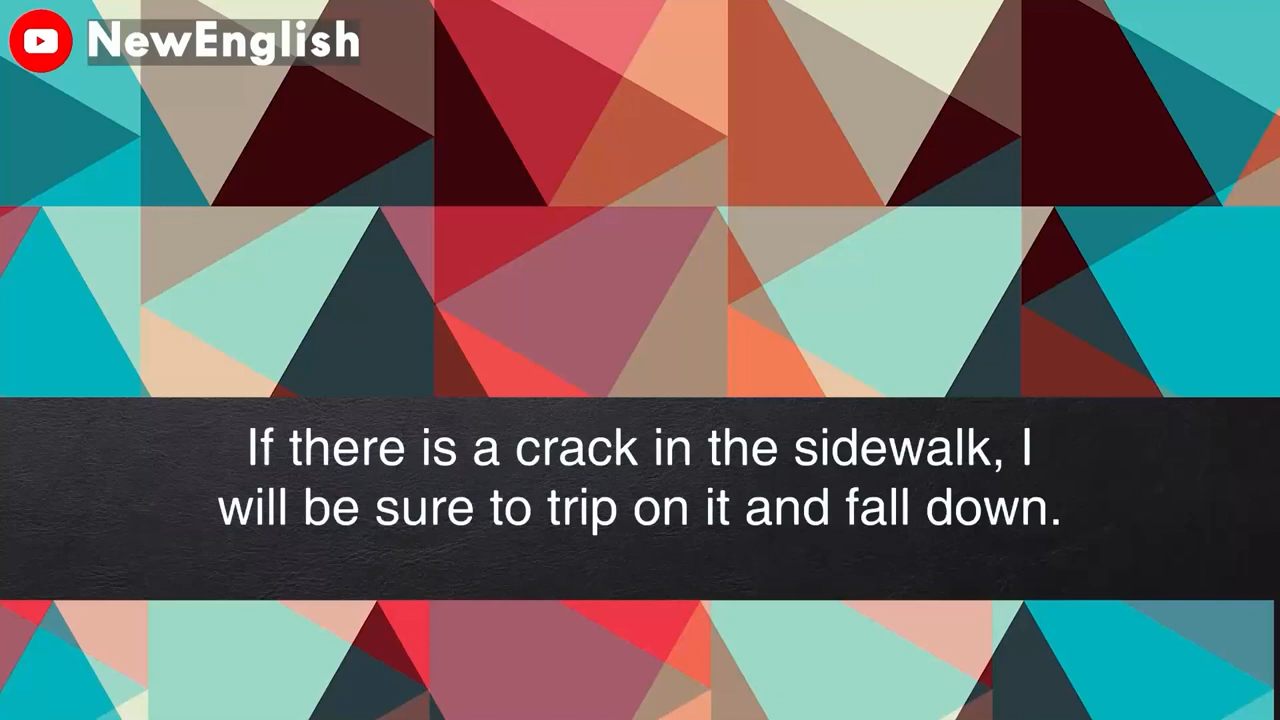 NewEnglish
If there is a crack in the sidewalk, I
will be sure to trip on it and fall down.